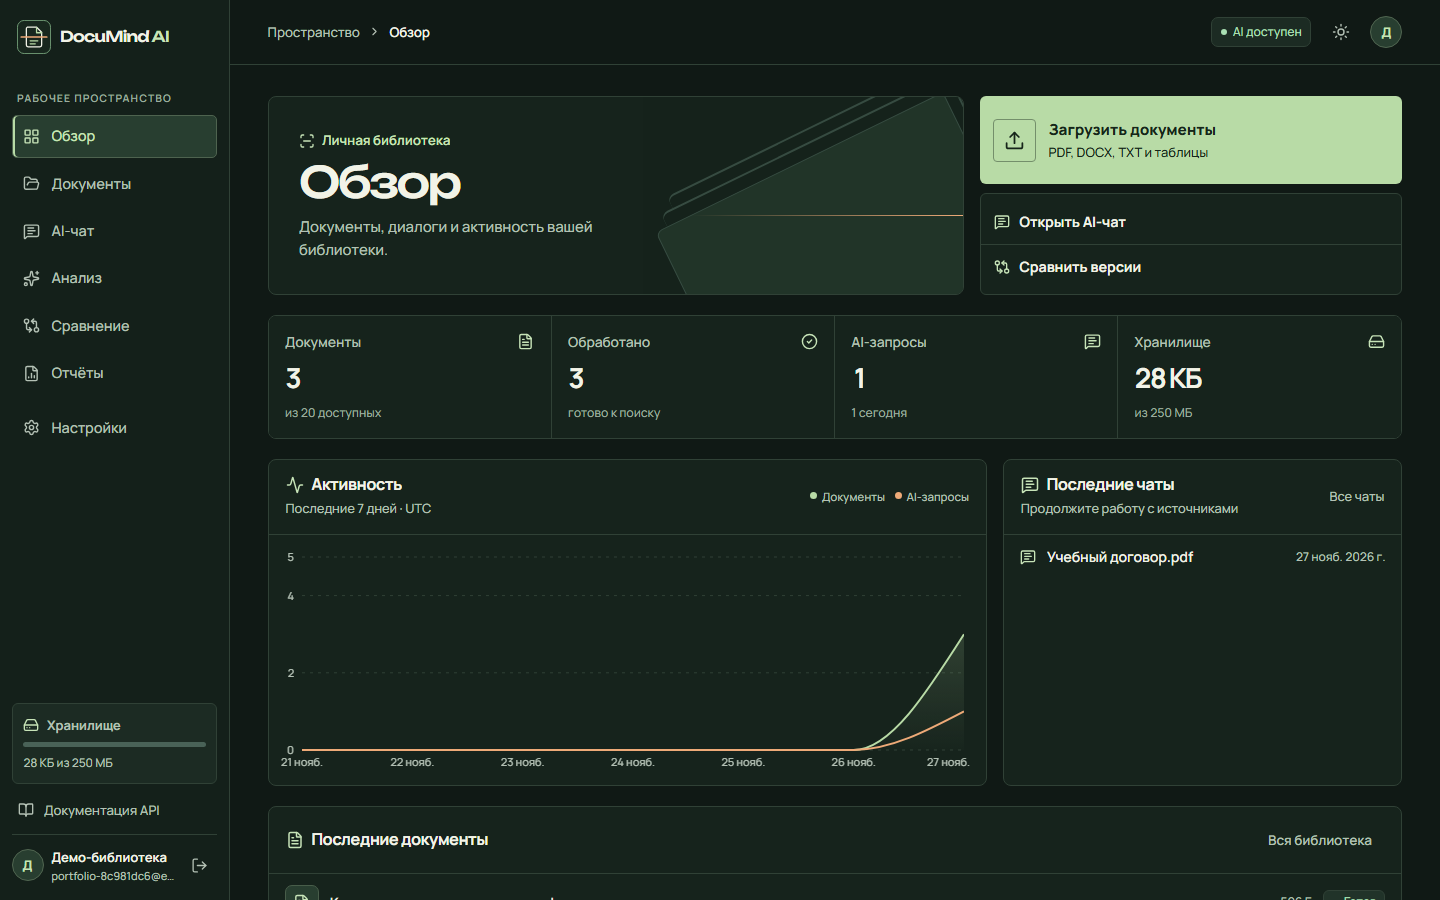 DocuMind AI
РАБОЧЕЕ ПРОСТРАНСТВО
Обзор
Документы
AI-чат
Анализ
Сравнение
Отчёты
Настройки
Хранилище
28 КБ из 250 МБ
Документация API
Д
Демо-библиотека
portfolio-8c981dc6@e...
Пространство > Обзор
AI доступен
Д
Личная библиотека
Обзор
Документы, диалоги и активность вашей
библиотеки.
Загрузить документы
PDF, DOCX, TXT и таблицы
Открыть AI-чат
Сравнить версии
Документы
3
из 20 доступных
Обработано
3
готово к поиску
AI-запросы
1
1 сегодня
Хранилище
28 КБ
из 250 МБ
Активность
Последние 7 дней · UTC
Документы
AI-запросы
5
4
2
0
21 нояб.
22 нояб.
23 нояб.
24 нояб.
25 нояб.
26 нояб.
27 нояб.
Последние чаты
Продолжите работу с источниками
Все чаты
Учебный договор.pdf
27 нояб. 2026 г.
Последние документы
Вся библиотека